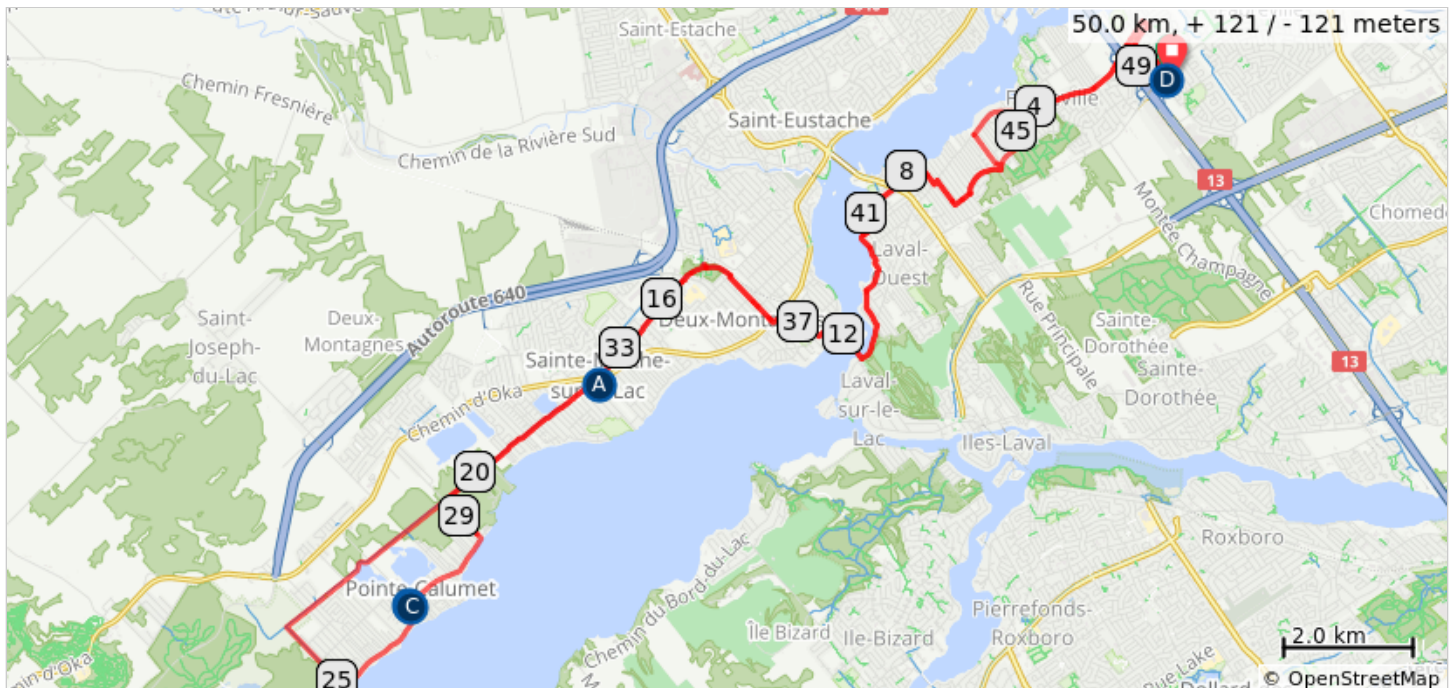 50.0 km, + 121 / - 121 meters
Saint-Estache
49
D
Chemin Fresnière
4
45
Saint-Eustache
Chemin de la Rivière Sud
8
13
41
Chomed
Laval-
Ouest
Montée Champagne
Autoroute 640
16
Rue Principale
Saint-
Joseph-
du-Lac
Deux-
Montagnes
37
12
Sainte-
Dorothée
33
13
A
Sainte-
Dorothée
Chemin d'Oka
Laval-
sur-le-
Lac
Iles-Laval
20
29
Roxboro
Chemin du Bord-du-Lac
Pointe-Calumet
C
Pierrefonds-
Roxboro
Île Bizard
Ile-Bizard
2.0 km
25
Rue Lake
© OpenStreetMap